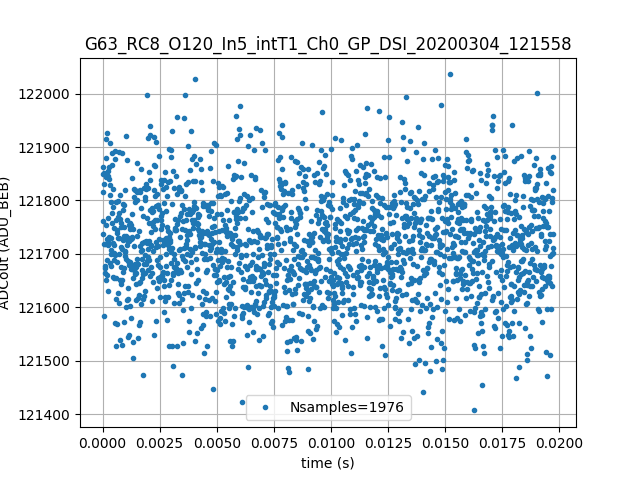 G63_RC8_O120_In5_intT1_Ch0_GP_DSI_20200304_121558
122000
121900
121800
121700
121600
121500
121400
ADCout (ADU_BEB)
Nsamples=1976
0.0000 0.0025 0.0050 0.0075 0.0100 0.0125 0.0150 0.0175 0.0200
time (s)